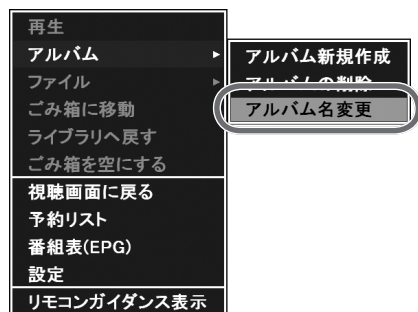 再生
アルバム
ファイル
ごみ箱に移動
ライブラリへ戻す
ごみ箱を空にする
視聴画面に戻る
予約リスト
番組表(EPG)
設定
リモコンガイダンス表示
アルバム新規作成
アルバムの削除
アルバム名変更